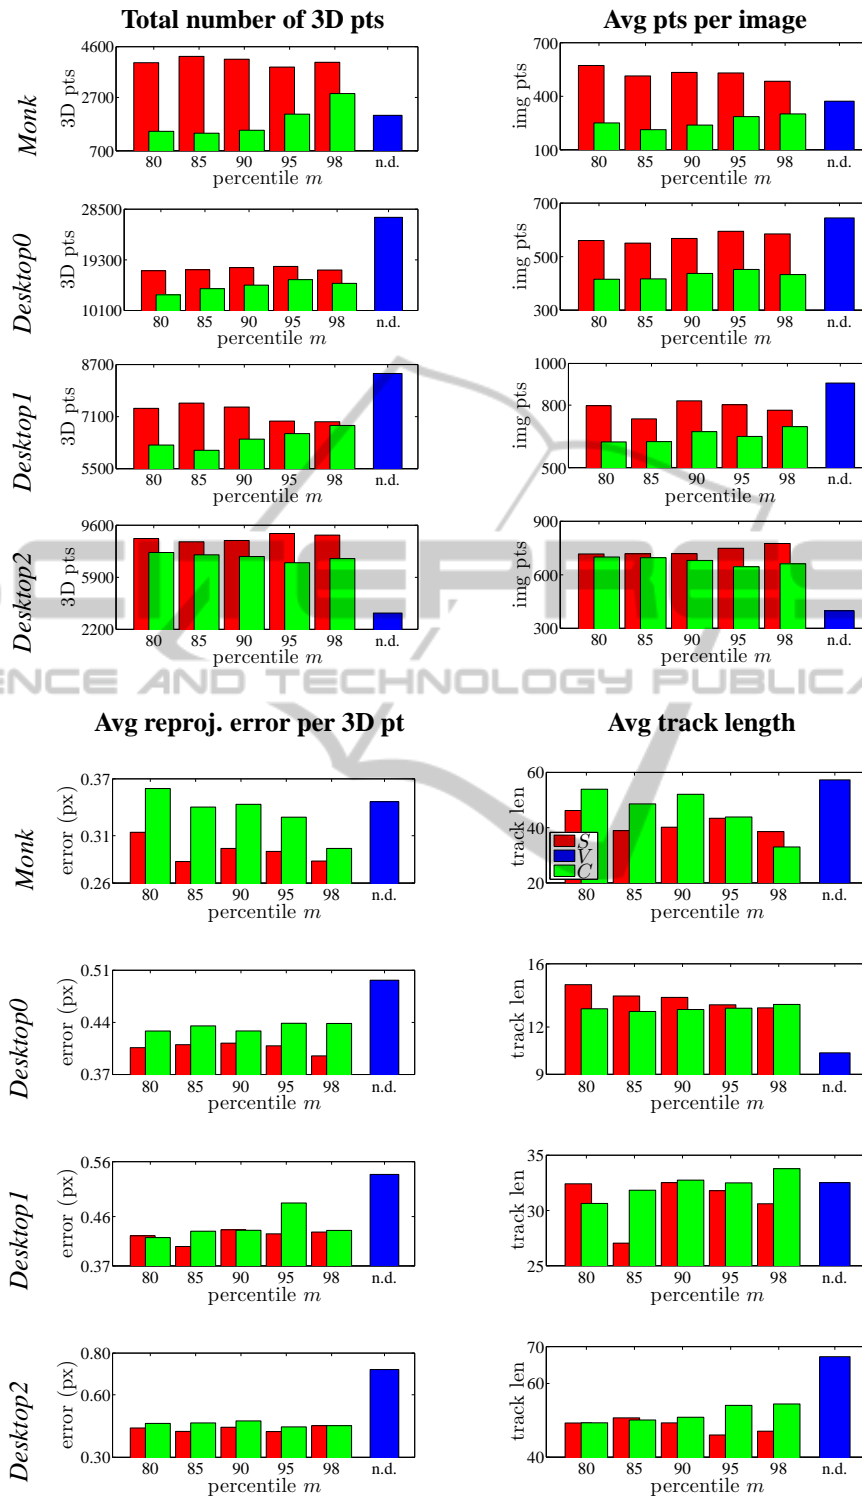 Total number of 3D pts
Avg pts per image
Monk
3D pts
4600
2700
700
80 85 90 95 98 n.d.
percentile m
img pts
700
400
100
80 85 90 95 98 n.d.
percentile m
Desktop0
3D pts
28500
19300
10100
80 85 90 95 98 n.d.
percentile m
img pts
700
500
300
80 85 90 95 98 n.d.
percentile m
Desktop1
3D pts
8700
7100
5500
80 85 90 95 98 n.d.
percentile m
img pts
1000
800
500
80 85 90 95 98 n.d.
percentile m
Desktop2
3D pts
9600
5900
2200
80 85 90 95 98 n.d.
percentile m
img pts
900
600
300
80 85 90 95 98 n.d.
percentile m
CITEPRES
ENCE AND TECHNOLOGY PUBLICA
Avg reproj. error per 3D pt
Avg track length
Monk
error (px)
0.37
0.31
0.26
80 85 90 95 98 n.d.
percentile m
track len
60
40
20
S
V
C
80 85 90 95 98 n.d.
percentile m
Desktop0
error (px)
0.51
0.44
0.37
80 85 90 95 98 n.d.
percentile m
track len
16
12
9
80 85 90 95 98 n.d.
percentile m
Desktop1
error (px)
0.56
0.46
0.37
80 85 90 95 98 n.d.
percentile m
track len
35
30
25
80 85 90 95 98 n.d.
percentile m
Desktop2
error (px)
0.80
0.60
0.30
80 85 90 95 98 n.d.
percentile m
track len
70
60
40
80 85 90 95 98 n.d.
percentile m